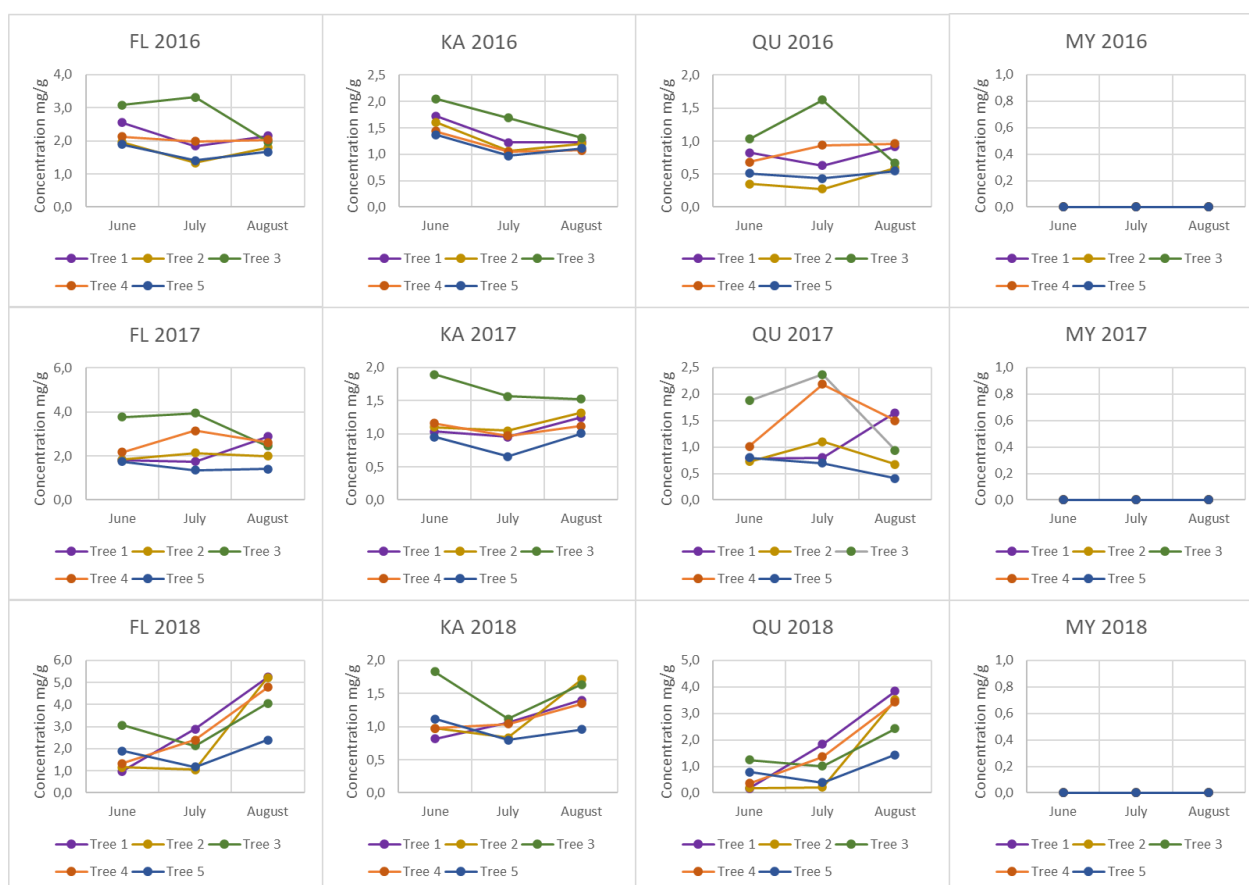 FL 2016
Concentration mg/g
4,0
3,0
2,0
1,0
0,0
June July August
Tree 1 Tree 2 Tree 3
Tree 4 Tree 5
KA 2016
Concentration mg/g
2,5
2,0
1,5
1,0
0,5
0,0
June July August
Tree 1 Tree 2 Tree 3
Tree 4 Tree 5
QU 2016
Concentration mg/g
2,0
1,5
1,0
0,5
0,0
June July August
Tree 1 Tree 2 Tree 3
Tree 4 Tree 5
MY 2016
Concentration mg/g
1,0
0,8
0,6
0,4
0,2
0,0
June July August
Tree 1 Tree 2 Tree 3
Tree 4 Tree 5
FL 2017
Concentration mg/g
6,0
4,0
2,0
0,0
June July August
Tree 1 Tree 2 Tree 3
Tree 4 Tree 5
KA 2017
Concentration mg/g
2,0
1,5
1,0
0,5
0,0
June July August
Tree 1 Tree 2 Tree 3
Tree 4 Tree 5
QU 2017
Concentration mg/g
2,5
2,0
1,5
1,0
0,5
0,0
June July August
Tree 1 Tree 2 Tree 3
Tree 4 Tree 5
MY 2017
Concentration mg/g
1,0
0,8
0,6
0,4
0,2
0,0
June July August
Tree 1 Tree 2 Tree 3
Tree 4 Tree 5
FL 2018
Concentration mg/g
6,0
5,0
4,0
3,0
2,0
1,0
0,0
June July August
Tree 1 Tree 2 Tree 3
Tree 4 Tree 5
KA 2018
Concentration mg/g
2,0
1,5
1,0
0,5
0,0
June July August
Tree 1 Tree 2 Tree 3
Tree 4 Tree 5
QU 2018
Concentration mg/g
5,0
4,0
3,0
2,0
1,0
0,0
June July August
Tree 1 Tree 2 Tree 3
Tree 4 Tree 5
MY 2018
Concentration mg/g
1,0
0,8
0,6
0,4
0,2
0,0
June July August
Tree 1 Tree 2 Tree 3
Tree 4 Tree 5